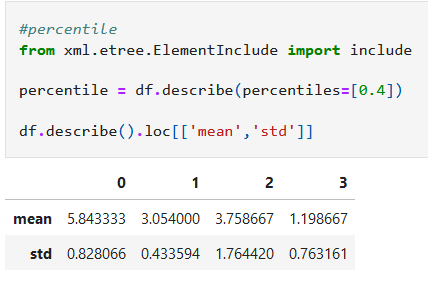 #percentile
from xml.etree.ElementInclude import include
percentile = df.describe(percentiles=[0.4])
df.describe().loc[['mean','std']]
0 1 2 3
mean 5.843333 3.054000 3.758667 1.198667
std 0.828066 0.433594 1.764420 0.763161